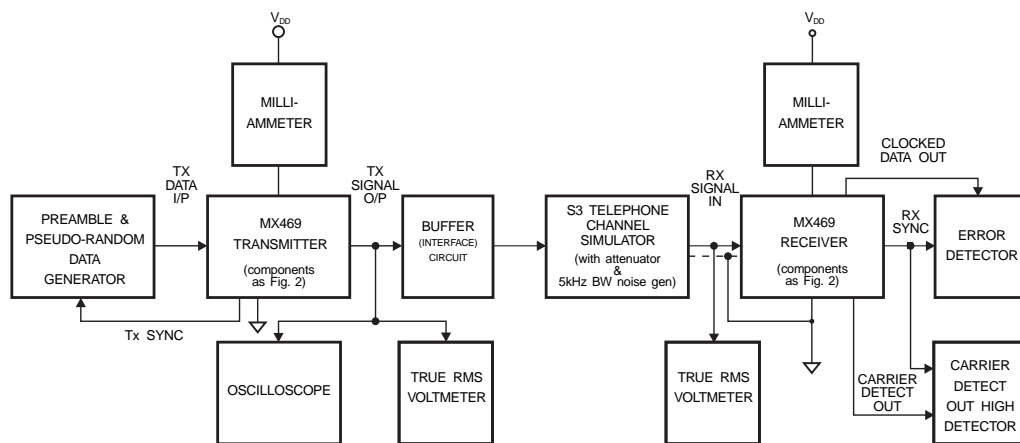 VDD
VDD
MILLI-
AMMETER
MILLI-
AMMETER
CLOCKED
DATA OUT
TX
DATA
I/P
TX
SIGNAL
O/P
RX
SIGNAL
IN
RX
SYNC
PREAMBLE &
PSEUDO-RANDOM
DATA
GENERATOR
MX469
TRANSMITTER
(components
as Fig. 2)
BUFFER
(INTERFACE)
CIRCUIT
S3 TELEPHONE
CHANNEL
SIMULATOR
(with attenuator
&
5kHz BW noise gen)
MX469
RECEIVER
(components
as Fig. 2)
ERROR
DETECTOR
Tx SYNC
OSCILLOSCOPE
TRUE RMS
VOLTMETER
TRUE RMS
VOLTMETER
CARRIER
DETECT
OUT
CARRIER
DETECT
OUT HIGH
DETECTOR